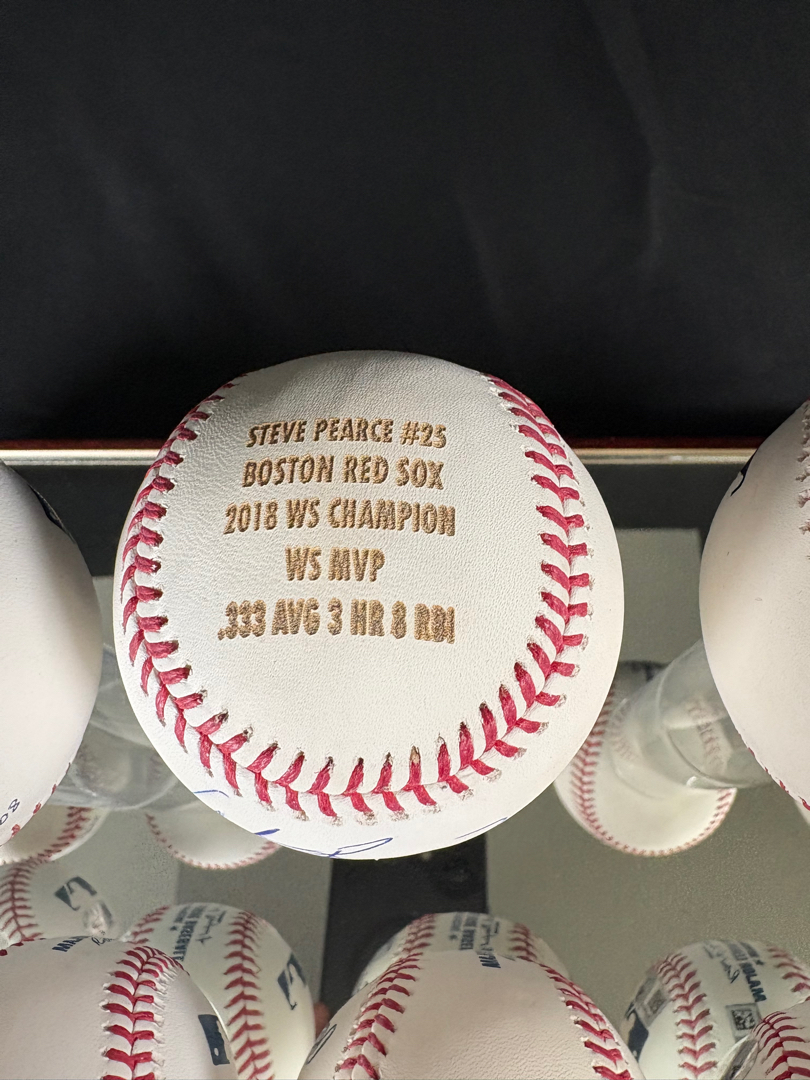 STEVE PEARCE #25
BOSTON RED SOX
2018 WS CHAMPION
WS MVP
.333 AVG 3 HR 8 RBI